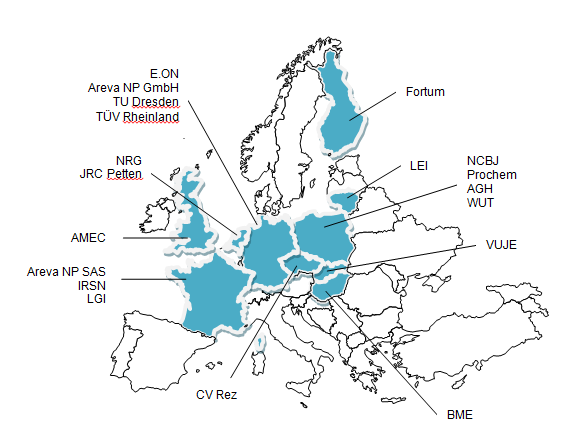 E.ON
Areva NP GmbH
TU Dresden
TÜV Rheinland
Fortum
NRG
JRC Petten
LEI
NCBJ
Prochem
AGH
WUT
AMEC
VUJE
Areva NP SAS
IRSN
LGI
CV Rez
BME